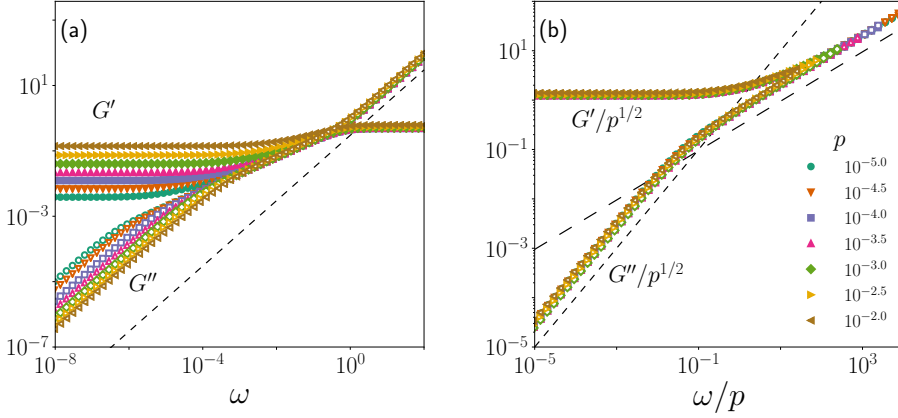 (a)
10^1
10^{-3}
10^{-7}
G′
G″
10^{-8}
10^{-4}
10^0
ω
(b)
10^1
10^{-1}
10^{-3}
10^{-5}
G′/p^{1/2}
G″/p^{1/2}
p
10^{-5.0}
10^{-4.5}
10^{-4.0}
10^{-3.5}
10^{-3.0}
10^{-2.5}
10^{-2.0}
10^{-5}
10^{-1}
10^3
ω/p